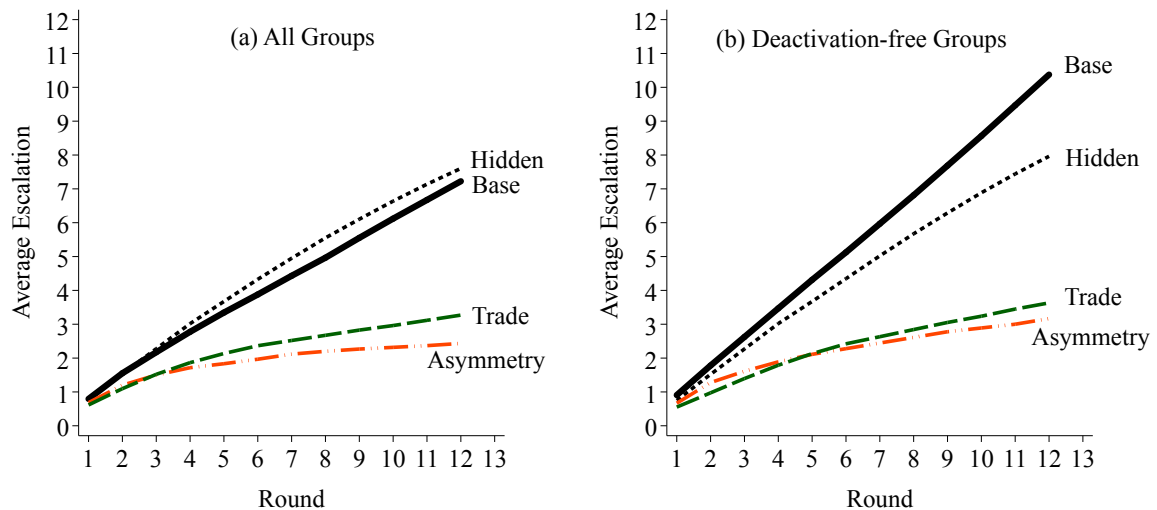 (a) All Groups
Average Escalation
12
11
10
9
8
7
6
5
4
3
2
1
0
Hidden
Base
Trade
Asymmetry
1 2 3 4 5 6 7 8 9 10 11 12 13
Round
(b) Deactivation-free Groups
Average Escalation
12
11
10
9
8
7
6
5
4
3
2
1
0
Base
Hidden
Trade
Asymmetry
1 2 3 4 5 6 7 8 9 10 11 12 13
Round